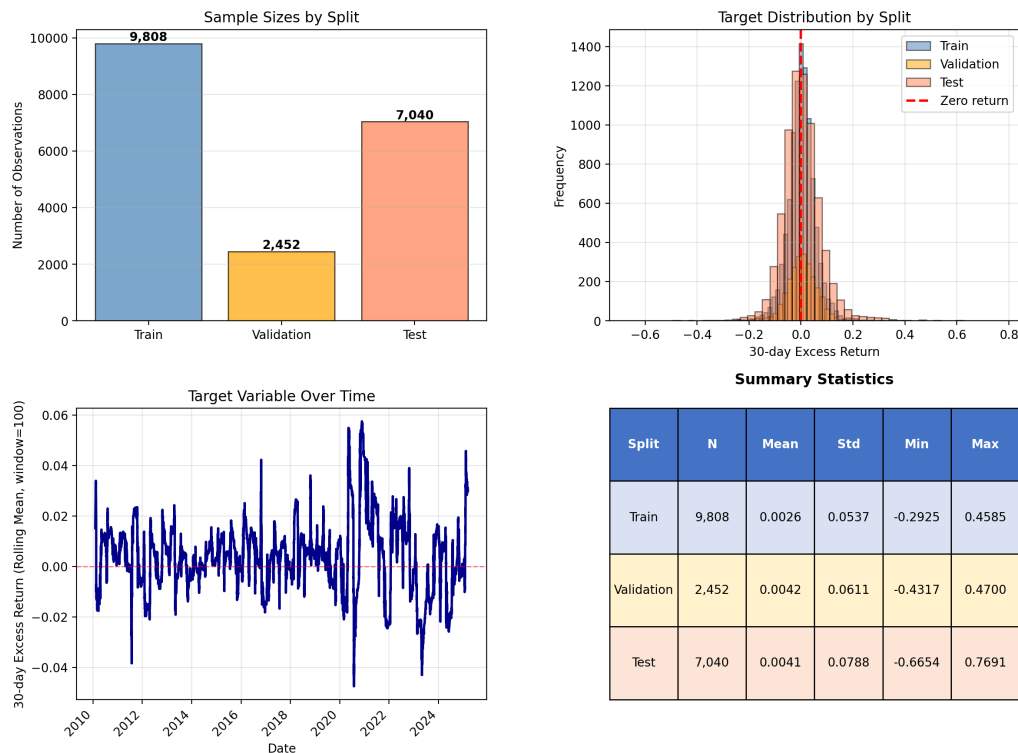 Sample Sizes by Split
Number of Observations
10000
8000
6000
4000
2000
0
9,808
2,452
7,040
Train Validation Test
Target Distribution by Split
Frequency
1400
1200
1000
800
600
400
200
0
Train
Validation
Test
Zero return
−0.6 −0.4 −0.2 0.0 0.2 0.4 0.6 0.8
30-day Excess Return
Target Variable Over Time
30-day Excess Return (Rolling Mean, window=100)
0.06
0.04
0.02
0.00
−0.02
−0.04
2010 2012 2014 2016 2018 2020 2022 2024
Date
Summary Statistics
Split N Mean Std Min Max
Train 9,808 0.0026 0.0537 -0.2925 0.4585
Validation 2,452 0.0042 0.0611 -0.4317 0.4700
Test 7,040 0.0041 0.0788 -0.6654 0.7691